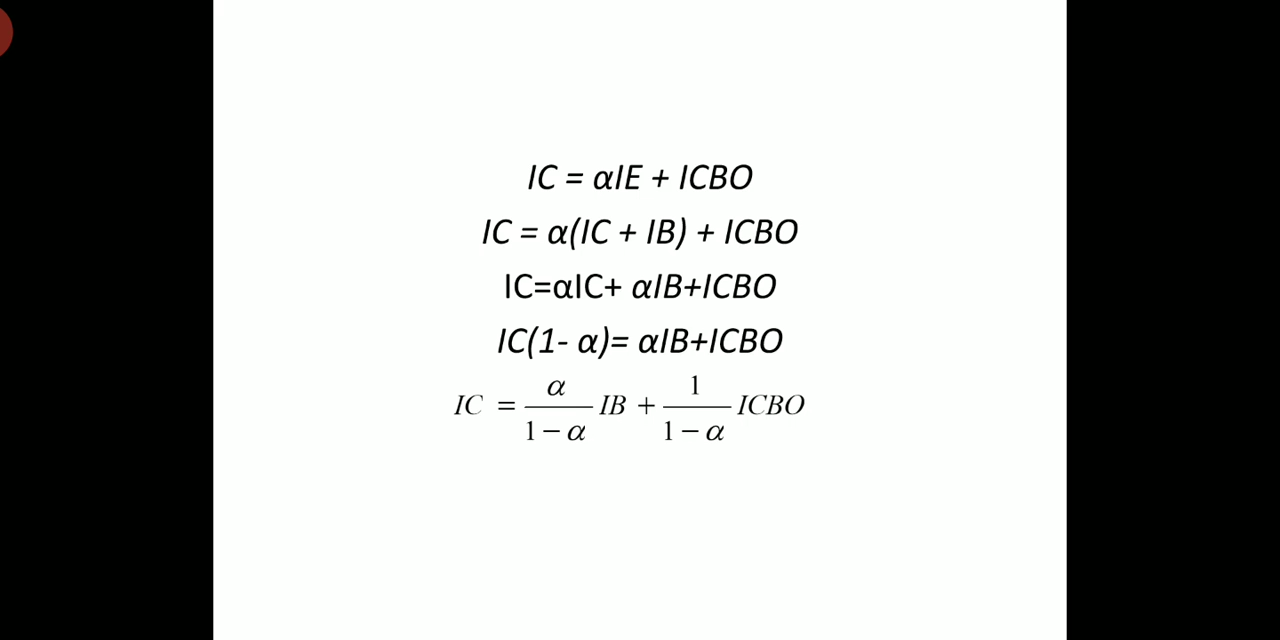 IC = αIE + ICBO
IC = α(IC + IB) + ICBO
IC=αIC+ αIB+ICBO
IC(1- α)= αIB+ICBO
IC = α/(1 − α) IB + 1/(1 − α) ICBO